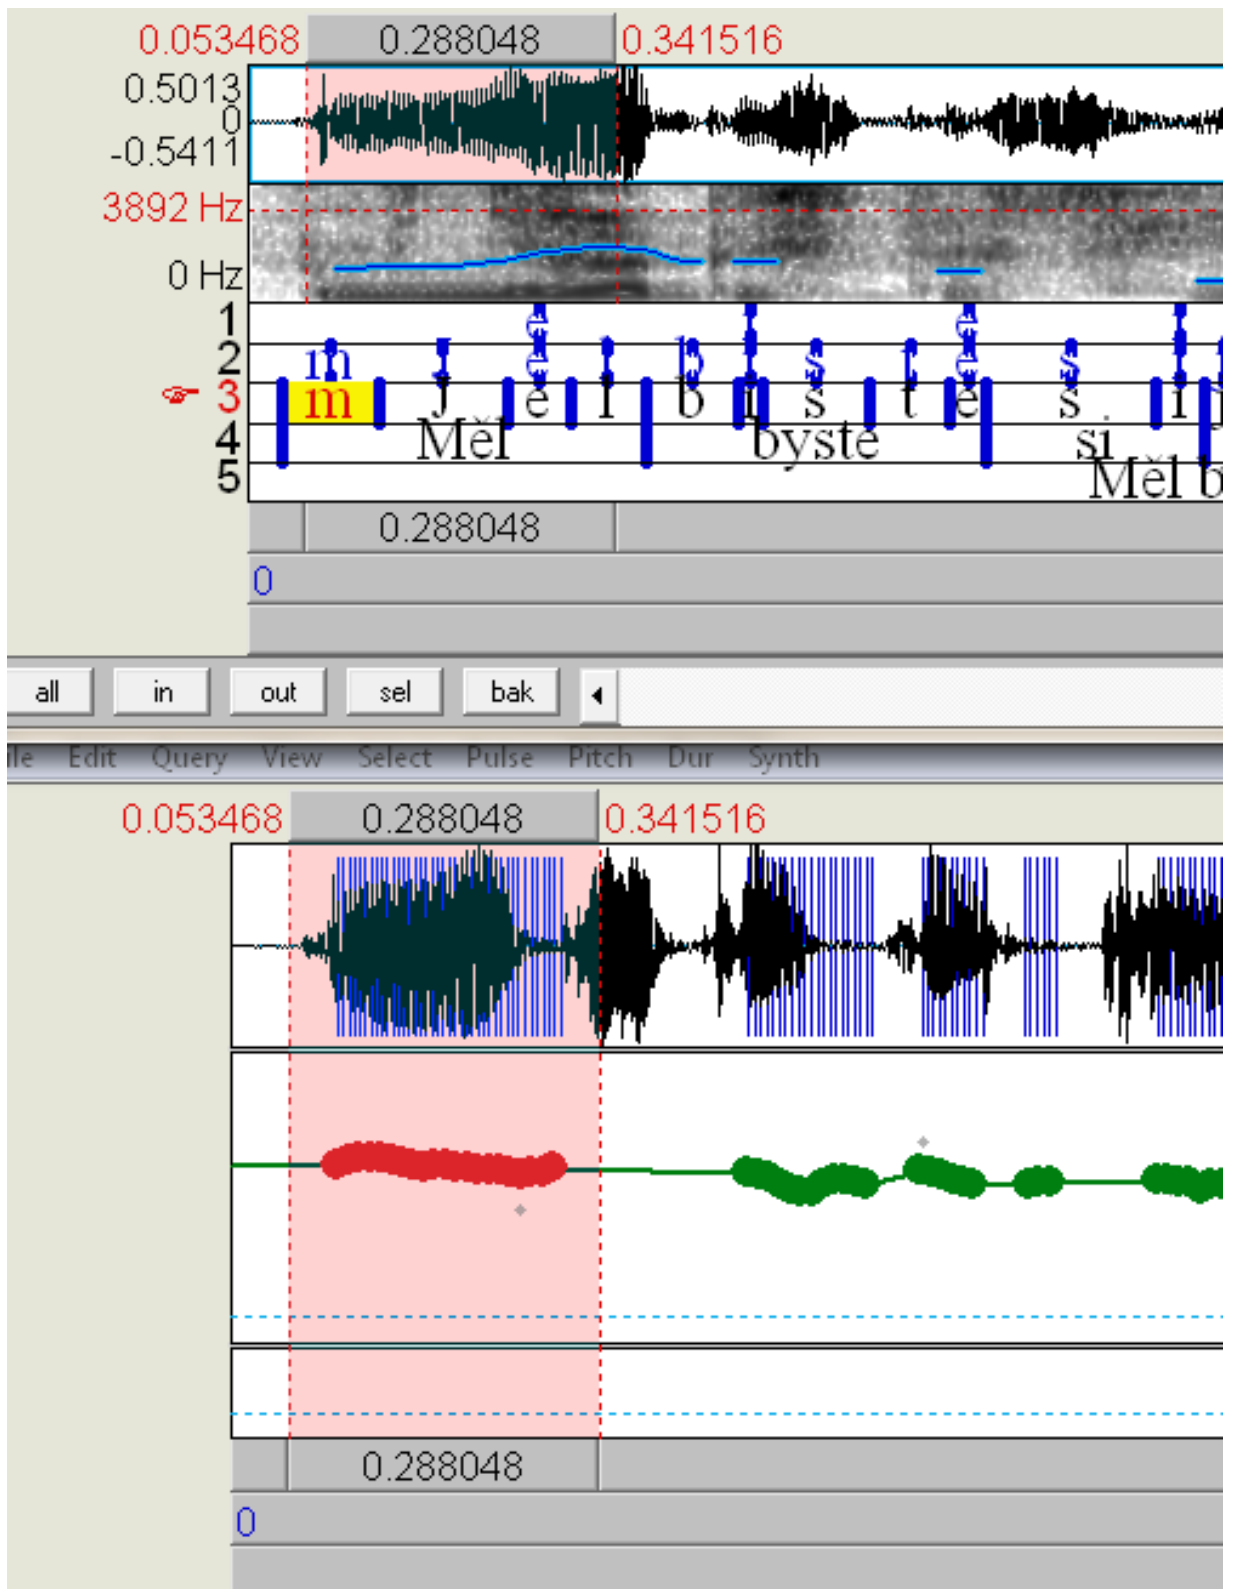 0.053468 0.288048 0.341516
0.5013
0
-0.5411
3892 Hz
0 Hz
1 e e
2 m j e l b i s t e s i
3 m j e l b i s t e s i
4 Měl byste si
5 Měl b
0.288048
0
all in out sel bak
Edit Query View Select Pulse Pitch Dur Synth
0.053468 0.288048 0.341516
0.288048
0